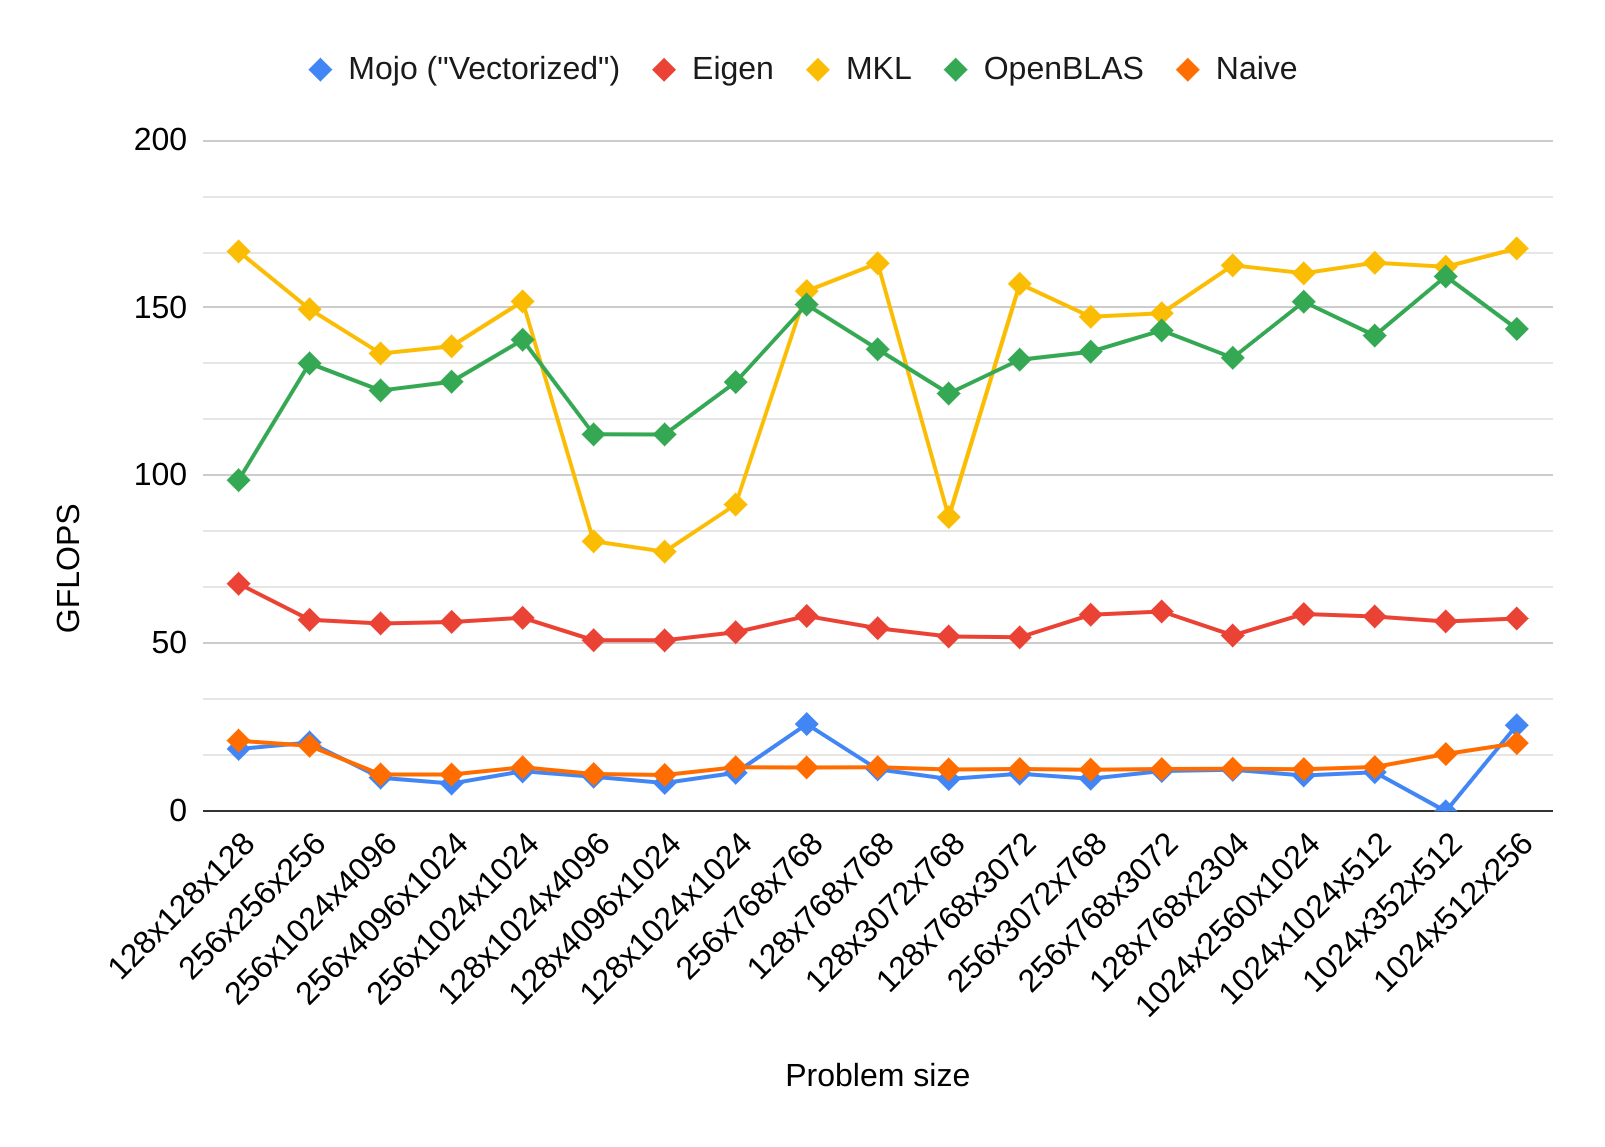 Mojo ("Vectorized") Eigen MKL OpenBLAS Naive
200
150
100
50
0
GFLOPS
128x128x128
256x256x256
256x1024x4096
256x4096x1024
256x1024x1024
128x1024x4096
128x4096x1024
128x1024x1024
256x768x768
128x768x768
128x3072x768
128x768x3072
256x3072x768
256x768x3072
128x768x2304
1024x2560x1024
1024x1024x512
1024x352x512
1024x512x256
Problem size